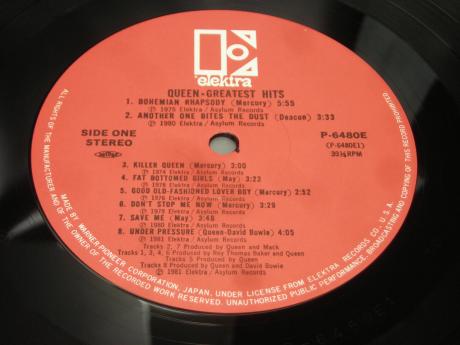 elektra
QUEEN-GREATEST HITS
1. BOHEMIAN RHAPSODY (Mercury) 5:55
℗ 1975 Elektra / Asylum Records
2. ANOTHER ONE BITES THE DUST (Deacon) 3:33
℗ 1980 Elektra / Asylum Records
SIDE ONE
STEREO
P-6480E
(P-6480E1)
33⅓RPM
3. KILLER QUEEN (Mercury) 3:00
℗ 1974 Elektra / Asylum Records
4. FAT BOTTOMED GIRLS (May) 3:22
℗ 1978 Elektra / Asylum Records
5. GOOD OLD-FASHIONED LOVER BOY (Mercury) 2:52
℗ 1976 Elektra / Asylum Records
6. DON'T STOP ME NOW (Mercury) 3:29
℗ 1978 Elektra / Asylum Records
7. SAVE ME (May) 3:48
℗ 1981 Elektra / Asylum Records
8. UNDER PRESSURE (Queen-David Bowie) 4:05
℗ 1981 Elektra / Asylum Records
Tracks 2, 7 Produced by Queen and Mack
Tracks 1, 3, 4, 6 Produced by Roy Thomas Baker and Queen
Tracks 5 Produced by Queen
Tracks 8 Produced by Queen and David Bowie
℗ 1981 Elektra / Asylum Records
MADE BY WARNER-PIONEER CORPORATION, JAPAN, UNDER LICENSE FROM ELEKTRA RECORDS CO., U.S.A.
ALL RIGHTS OF THE MANUFACTURER AND OF THE OWNER OF THE RECORDED WORK RESERVED. UNAUTHORIZED PUBLIC PERFORMANCE, BROADCASTING AND COPYING OF THIS RECORD PROHIBITED